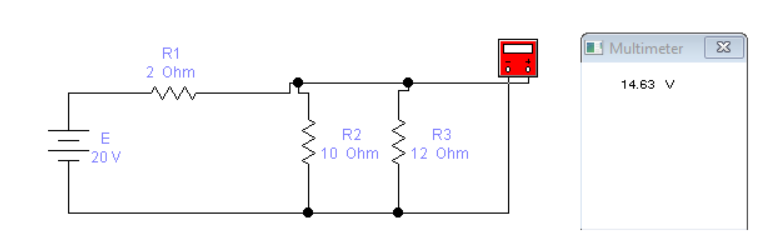 R1
2 Ohm
E
20 V
R2
10 Ohm
R3
12 Ohm
- +
Multimeter
14.63 V